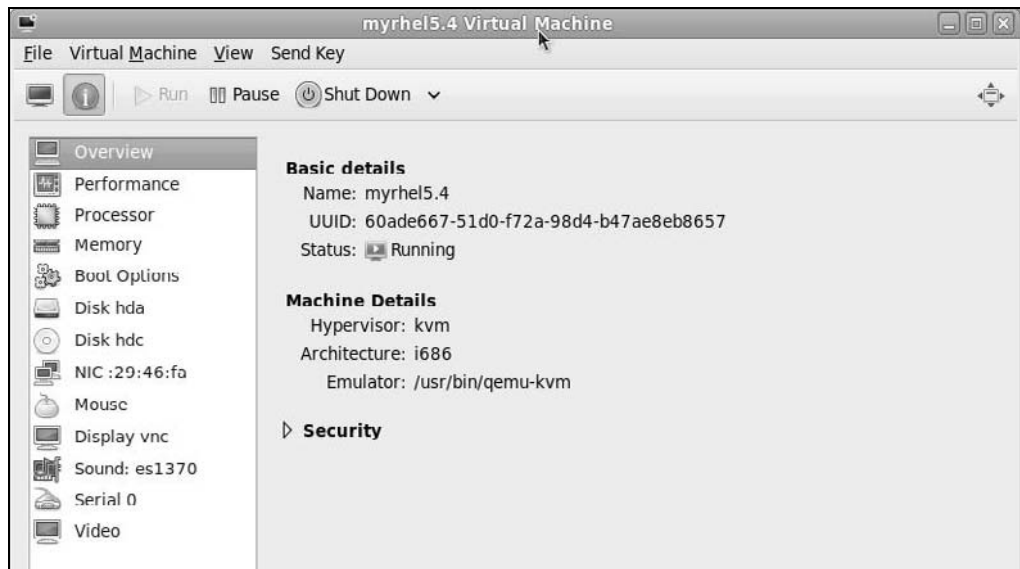 myrhel5.4 Virtual Machine
File Virtual Machine View Send Key
Run Pause Shut Down
Overview
Performance
Processor
Memory
Boot Options
Disk hda
Disk hdc
NIC :29:46:fa
Mouse
Display vnc
Sound: es1370
Serial 0
Video
Basic details
Name: myrhel5.4
UUID: 60ade667-51d0-f72a-98d4-b47ae8eb8657
Status: Running
Machine Details
Hypervisor: kvm
Architecture: i686
Emulator: /usr/bin/qemu-kvm
Security